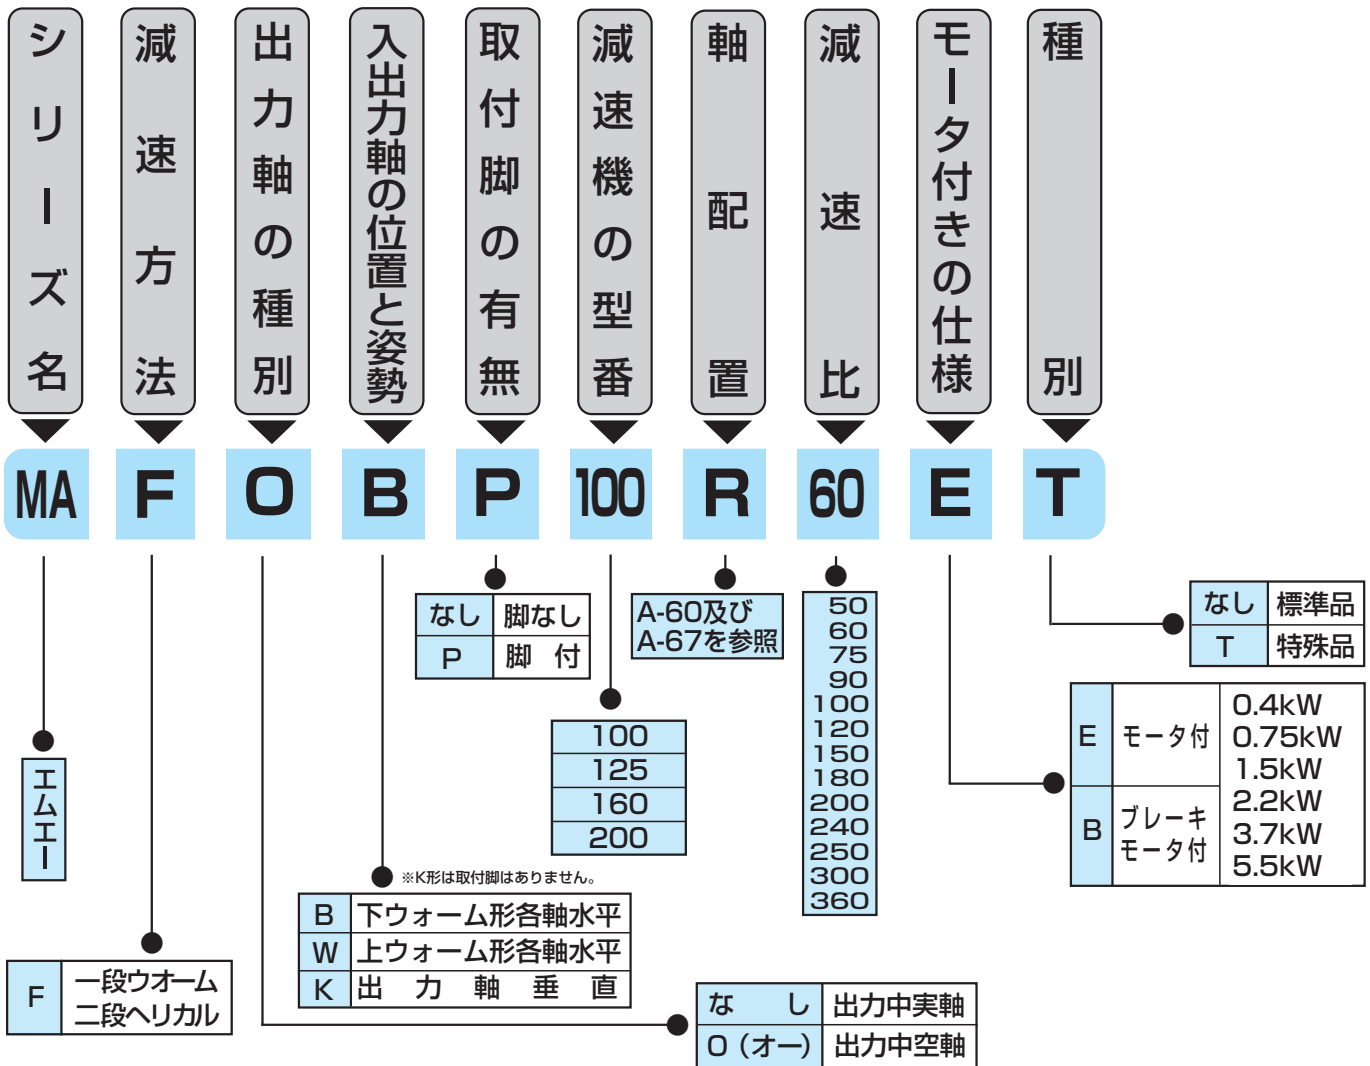 シリーズ名
減速方法
出力軸の種別
入出力軸の位置と姿勢
取付脚の有無
減速機の型番
軸配置
減速比
モータ付きの仕様
種別
MA F O B P 100 R 60 E T
エムエー
F 一段ウオーム
二段ヘリカル
なし 出力中実軸
O（オー） 出力中空軸
※K形は取付脚はありません。
B 下ウォーム形各軸水平
W 上ウォーム形各軸水平
K 出力軸垂直
なし 脚なし
P 脚付
100
125
160
200
A-60及び
A-67を参照
50
60
75
90
100
120
150
180
200
240
250
300
360
E モータ付
B ブレーキ
モータ付
0.4kW
0.75kW
1.5kW
2.2kW
3.7kW
5.5kW
なし 標準品
T 特殊品